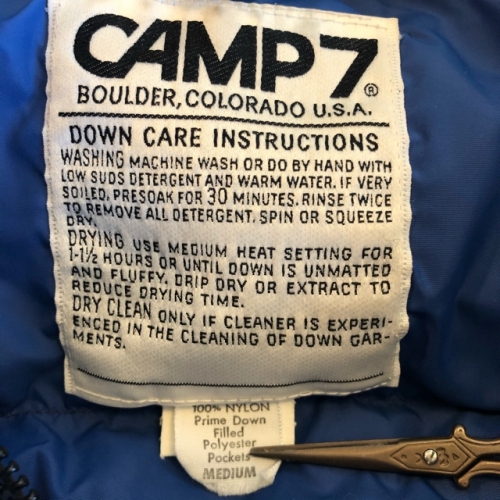 CAMP 7®
BOULDER, COLORADO U.S.A.
DOWN CARE INSTRUCTIONS
WASHING MACHINE WASH OR DO BY HAND WITH
LOW SUDS DETERGENT AND WARM WATER. IF VERY
SOILED, PRESOAK FOR 30 MINUTES. RINSE TWICE
TO REMOVE ALL DETERGENT. SPIN OR SQUEEZE
DRY.
DRYING USE MEDIUM HEAT SETTING FOR
1-1½ HOURS OR UNTIL DOWN IS UNMATTED
AND FLUFFY. DRIP DRY OR EXTRACT TO
REDUCE DRYING TIME.
DRY CLEAN ONLY IF CLEANER IS EXPERI-
ENCED IN THE CLEANING OF DOWN GAR-
MENTS.
100% NYLON
Prime Down
Filled
Polyester
Pockets
MEDIUM